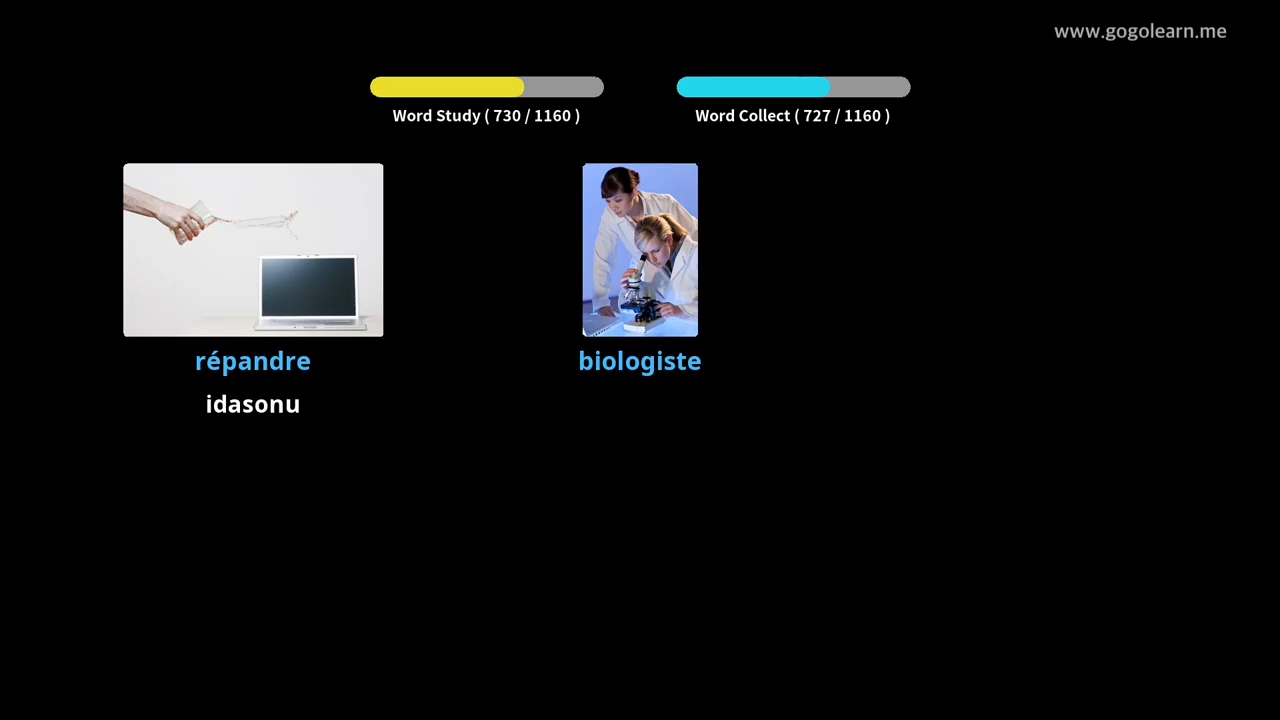 www.gogolearn.me
Word Study ( 730 / 1160 )
Word Collect ( 727 / 1160 )
répandre
biologiste
idasonu